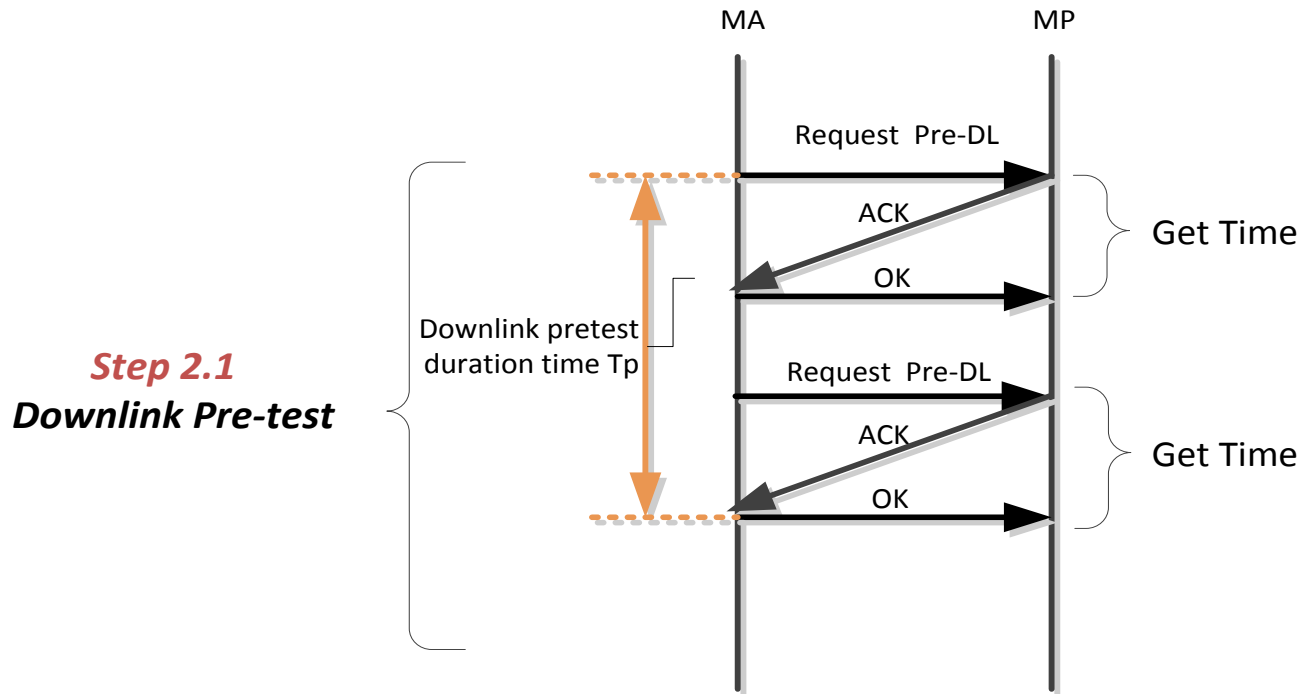 MA
MP
Request Pre-DL
ACK
Get Time
OK
Downlink pretest
duration time Tp
Step 2.1
Downlink Pre-test
Request Pre-DL
ACK
Get Time
OK